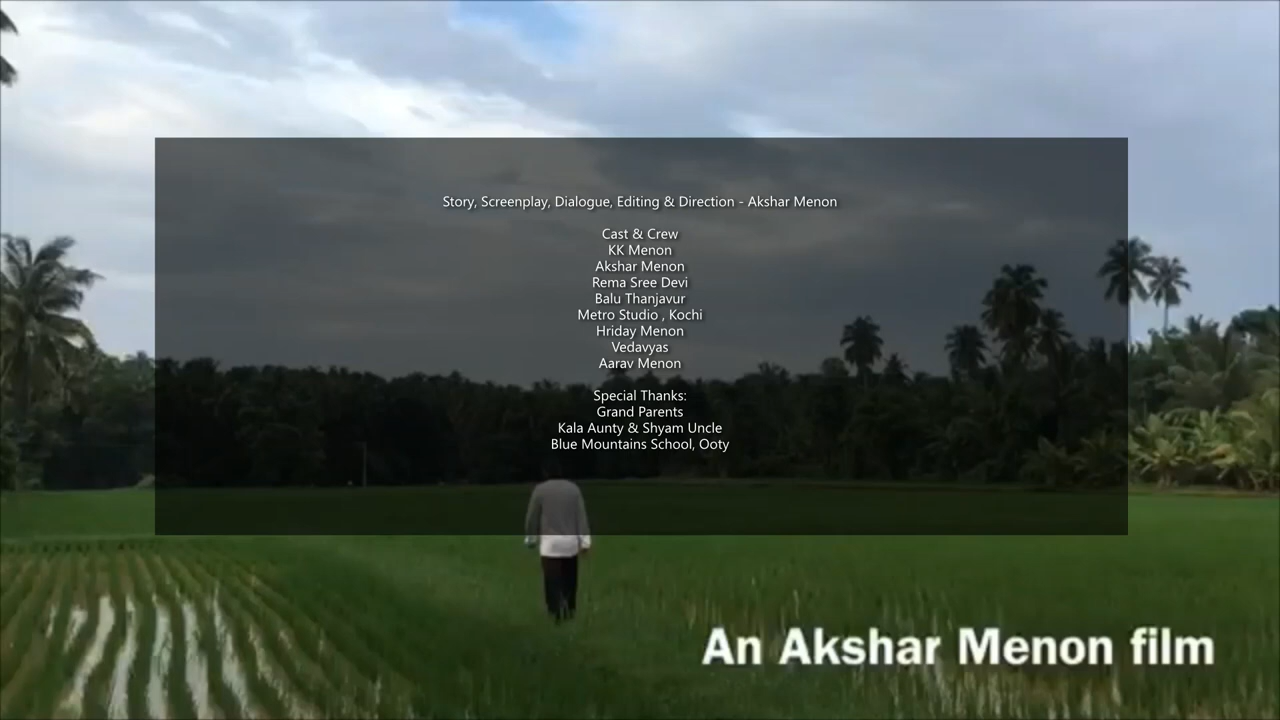 Story, Screenplay, Dialogue, Editing & Direction - Akshar Menon
Cast & Crew
KK Menon
Akshar Menon
Rema Sree Devi
Balu Thanjavur
Metro Studio , Kochi
Hriday Menon
Vedavyas
Aarav Menon
Special Thanks:
Grand Parents
Kala Aunty & Shyam Uncle
Blue Mountains School, Ooty
An Akshar Menon film